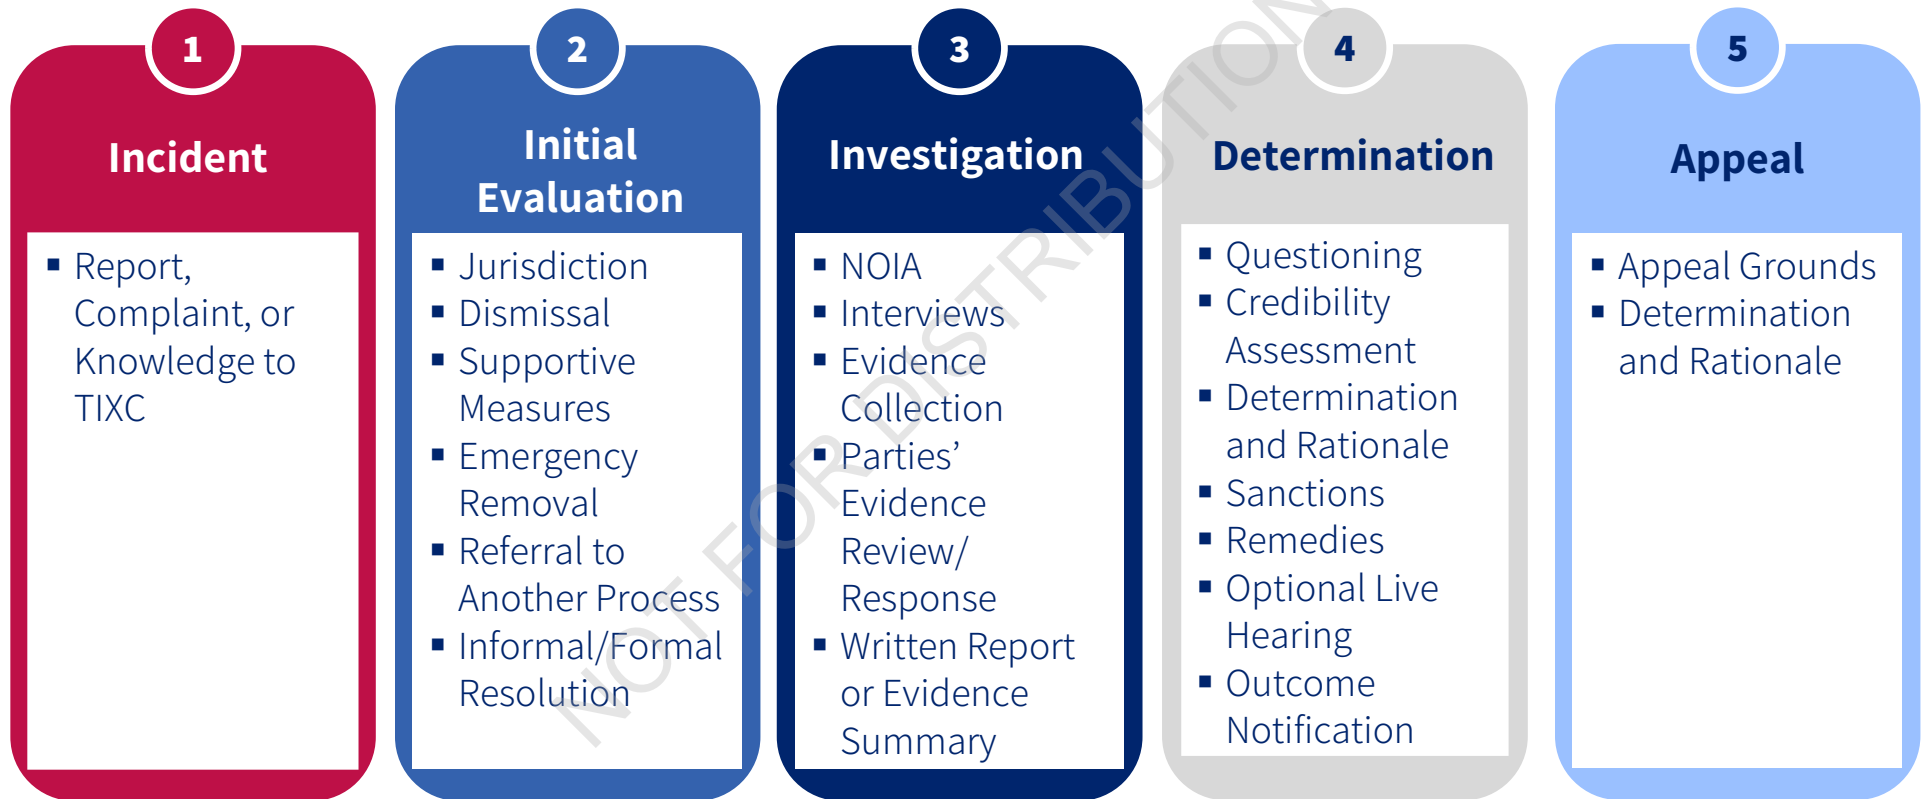 1
Incident
▪ Report,
Complaint, or
Knowledge to
TIXC
2
Initial
Evaluation
▪ Jurisdiction
▪ Dismissal
▪ Supportive
Measures
▪ Emergency
Removal
▪ Referral to
Another Process
▪ Informal/Formal
Resolution
3
Investigation
▪ NOIA
▪ Interviews
▪ Evidence
Collection
▪ Parties’
Evidence
Review/
Response
▪ Written Report
or Evidence
Summary
4
Determination
▪ Questioning
▪ Credibility
Assessment
▪ Determination
and Rationale
▪ Sanctions
▪ Remedies
▪ Optional Live
Hearing
▪ Outcome
Notification
5
Appeal
▪ Appeal Grounds
▪ Determination
and Rationale
NOT FOR DISTRIBUTION